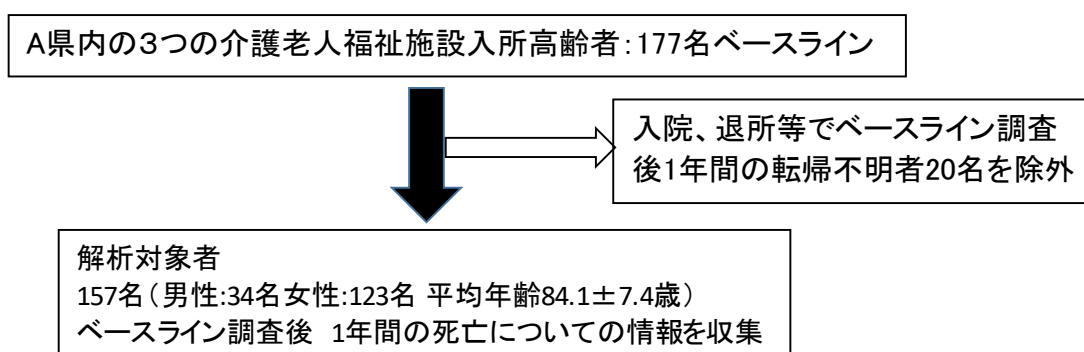 A県内の３つの介護老人福祉施設入所高齢者：177名ベースライン
入院、退所等でベースライン調査
後1年間の転帰不明者20名を除外
解析対象者
157名（男性:34名女性:123名 平均年齢84.1±7.4歳）
ベースライン調査後 1年間の死亡についての情報を収集